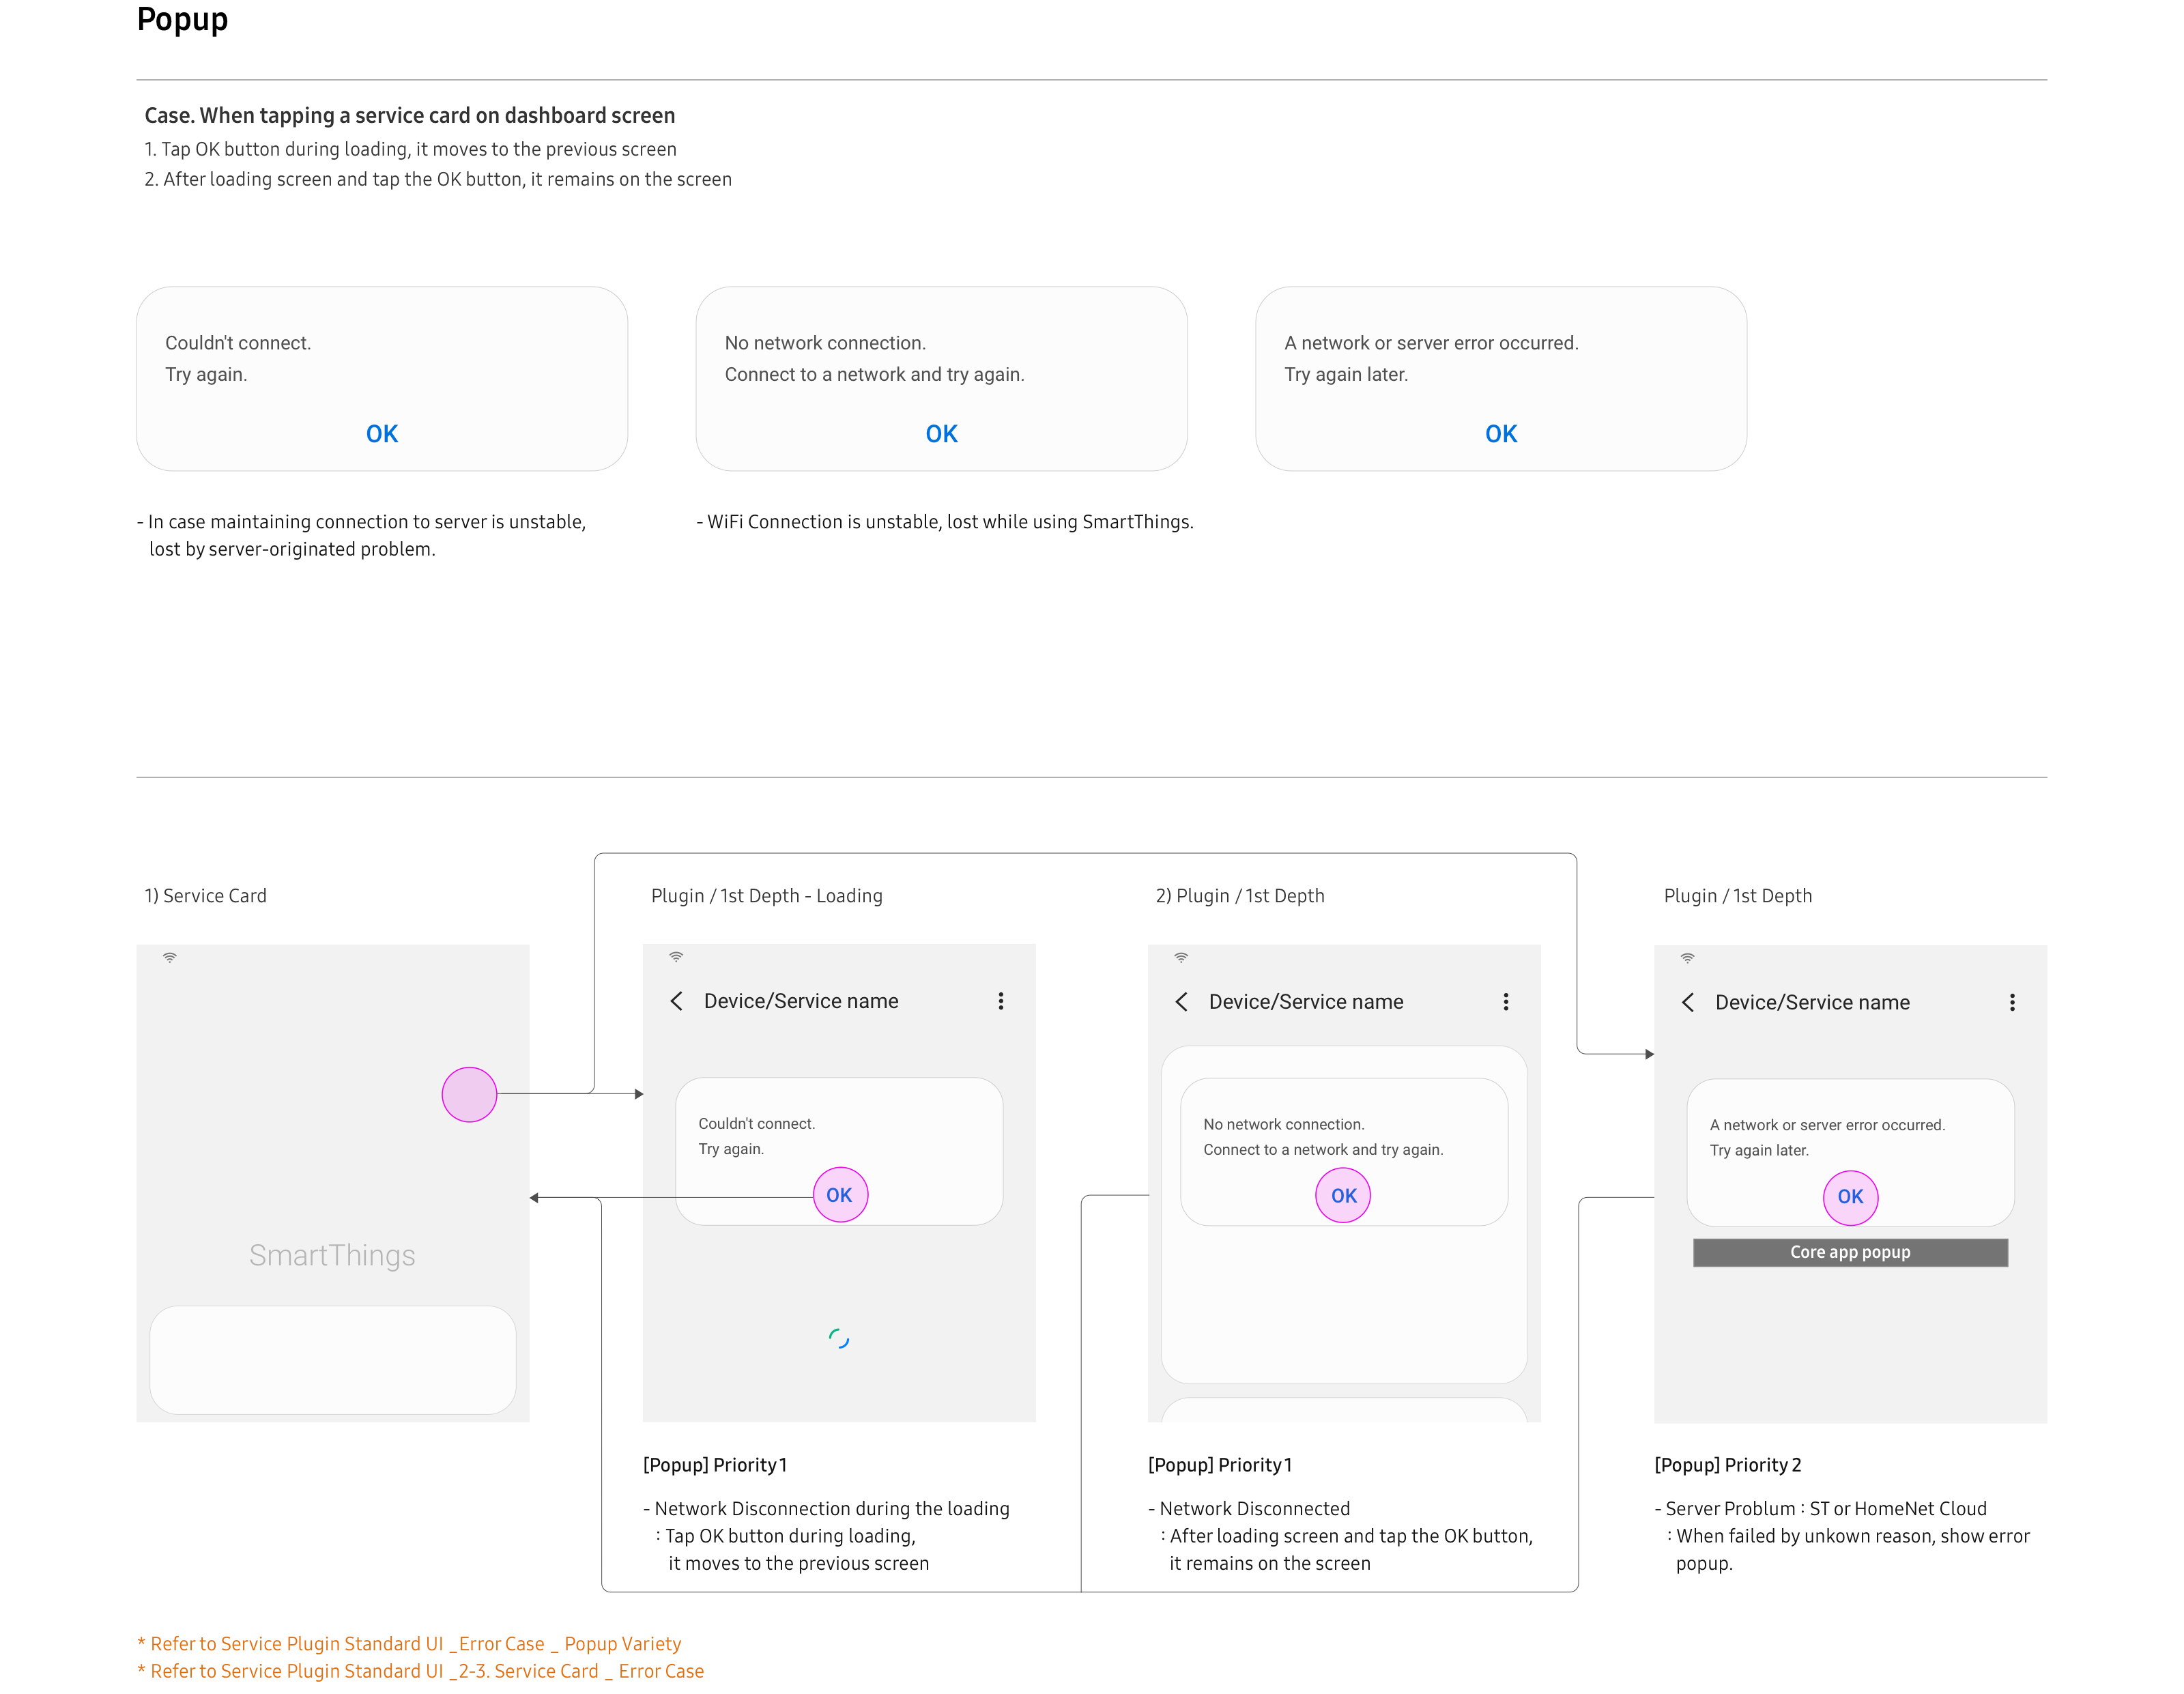 Popup
Case. When tapping a service card on dashboard screen
1. Tap OK button during loading, it moves to the previous screen
2. After loading screen and tap the OK button, it remains on the screen
Couldn't connect.
Try again.
OK
No network connection.
Connect to a network and try again.
OK
A network or server error occurred.
Try again later.
OK
- In case maintaining connection to server is unstable,
lost by server-originated problem.
- WiFi Connection is unstable, lost while using SmartThings.
1) Service Card
SmartThings
Plugin / 1st Depth - Loading
Device/Service name
Couldn't connect.
Try again.
OK
[Popup] Priority 1
- Network Disconnection during the loading
: Tap OK button during loading,
it moves to the previous screen
2) Plugin / 1st Depth
Device/Service name
No network connection.
Connect to a network and try again.
OK
[Popup] Priority 1
- Network Disconnected
: After loading screen and tap the OK button,
it remains on the screen
Plugin / 1st Depth
Device/Service name
A network or server error occurred.
Try again later.
OK
Core app popup
[Popup] Priority 2
- Server Problum : ST or HomeNet Cloud
: When failed by unkown reason, show error
popup.
* Refer to Service Plugin Standard UI _Error Case _ Popup Variety
* Refer to Service Plugin Standard UI _2-3. Service Card _ Error Case